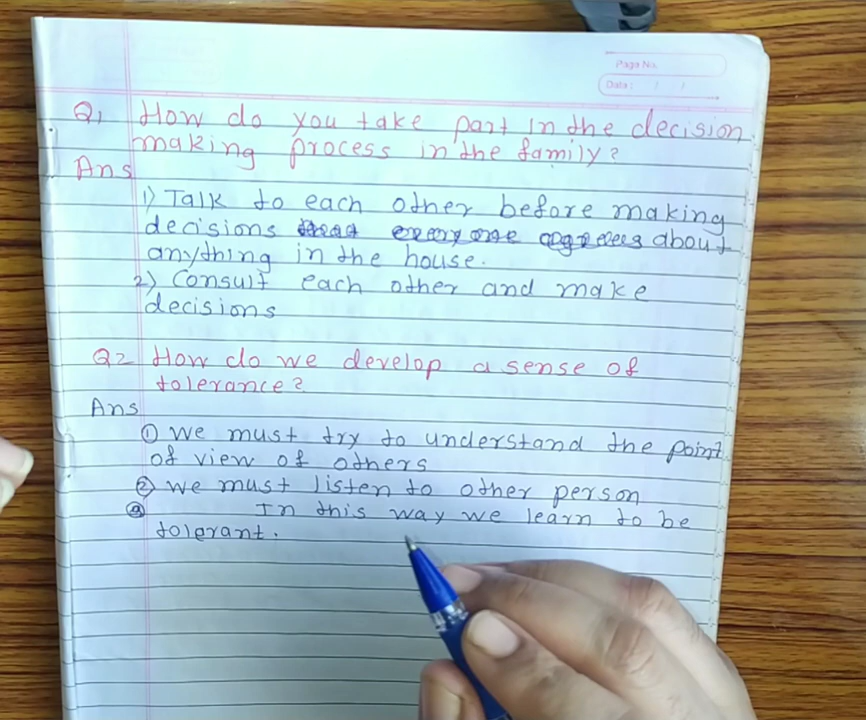 Page No.
Date: / /
Q1 How do you take part in the decision
making process in the family?
Ans
1) Talk to each other before making
decisions everyone agrees about
anything in the house.
2) Consult each other and make
decisions
Q2 How do we develop a sense of
tolerance?
Ans
① We must try to understand the point
of view of others
② We must listen to other person
In this way we learn to be
tolerant.